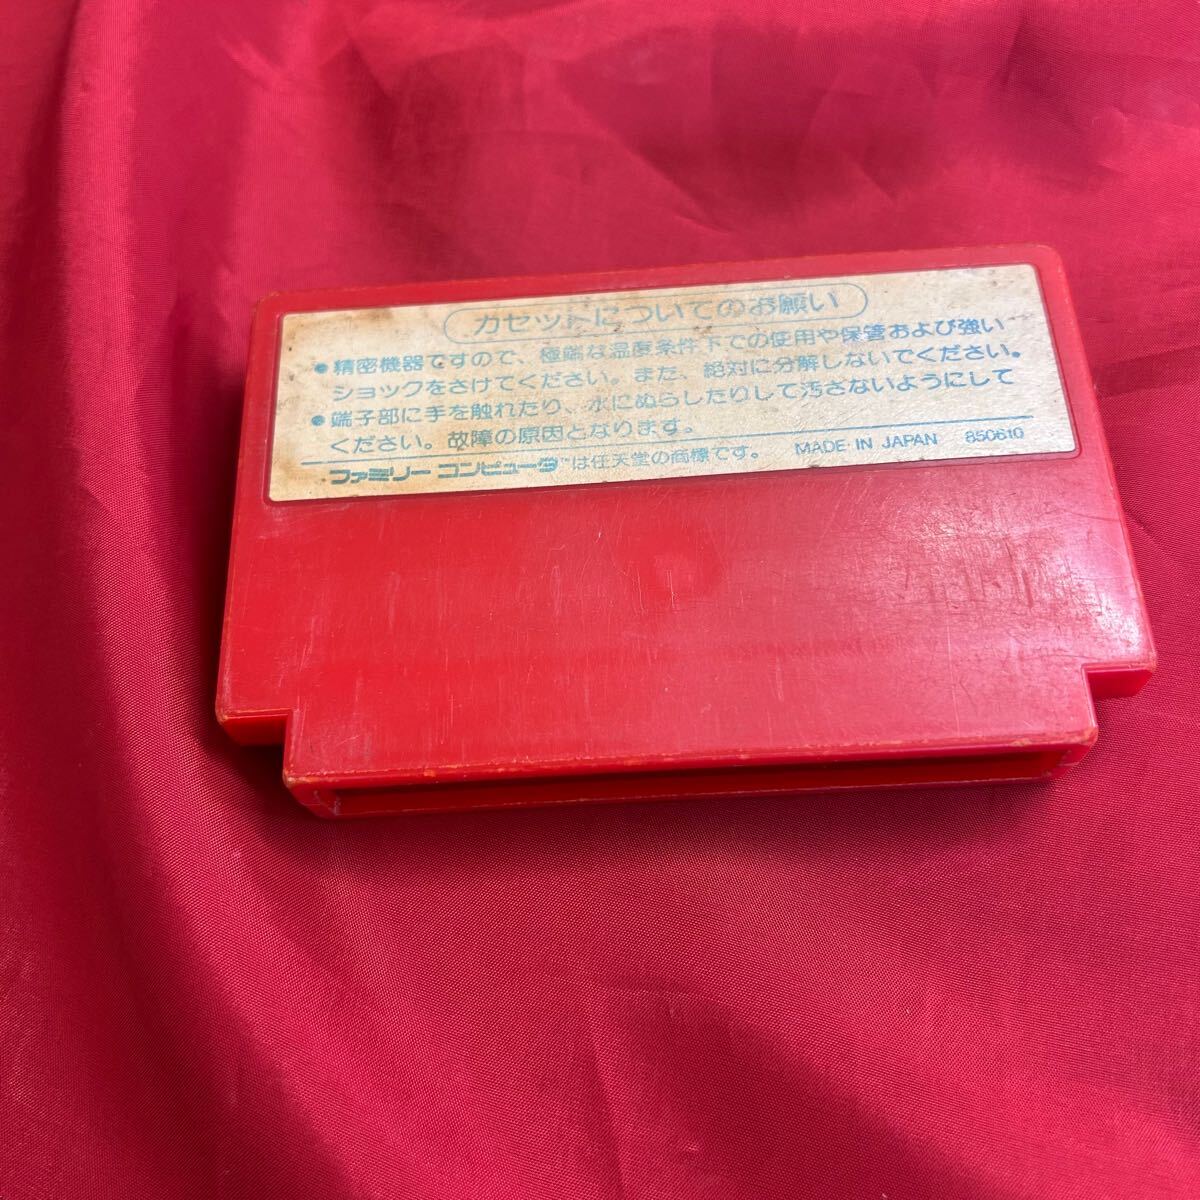 カセットについてのお願い
●精密機器ですので、極端な温度条件下での使用や保管および強い
ショックをさけてください。また、絶対に分解しないでください。
●端子部に手を触れたり、水にぬらしたりして汚さないようにして
ください。故障の原因となります。
ファミリーコンピュータ™は任天堂の商標です。 MADE IN JAPAN 850610